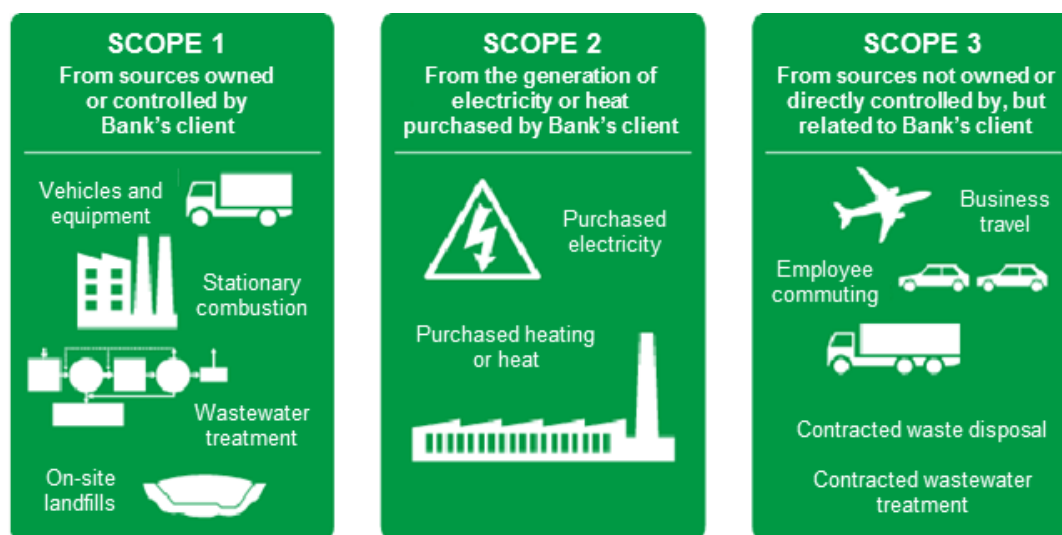 SCOPE 1
From sources owned
or controlled by
Bank's client
Vehicles and
equipment
Stationary
combustion
Wastewater
treatment
On-site
landfills
SCOPE 2
From the generation of
electricity or heat
purchased by Bank's client
Purchased
electricity
Purchased heating
or heat
SCOPE 3
From sources not owned or
directly controlled by, but
related to Bank's client
Business
travel
Employee
commuting
Contracted waste disposal
Contracted wastewater
treatment